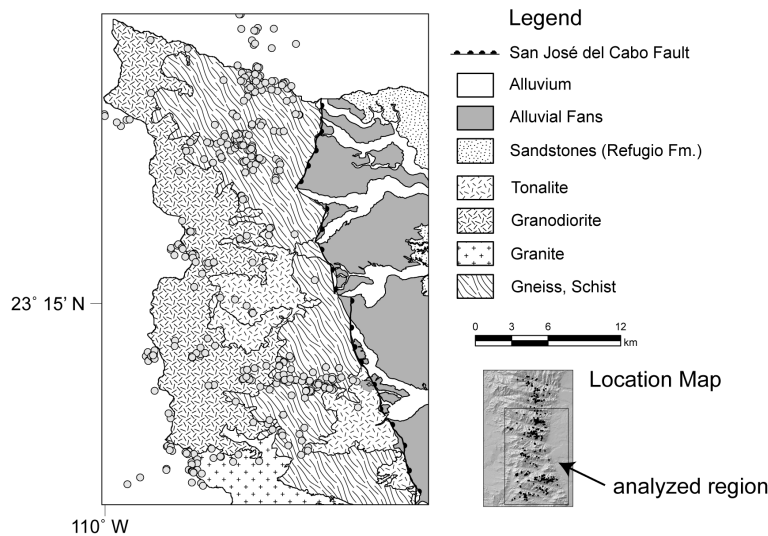 Legend
San José del Cabo Fault
Alluvium
Alluvial Fans
Sandstones (Refugio Fm.)
Tonalite
Granodiorite
Granite
Gneiss, Schist
23° 15' N
0 3 6 12
km
Location Map
analyzed region
110° W